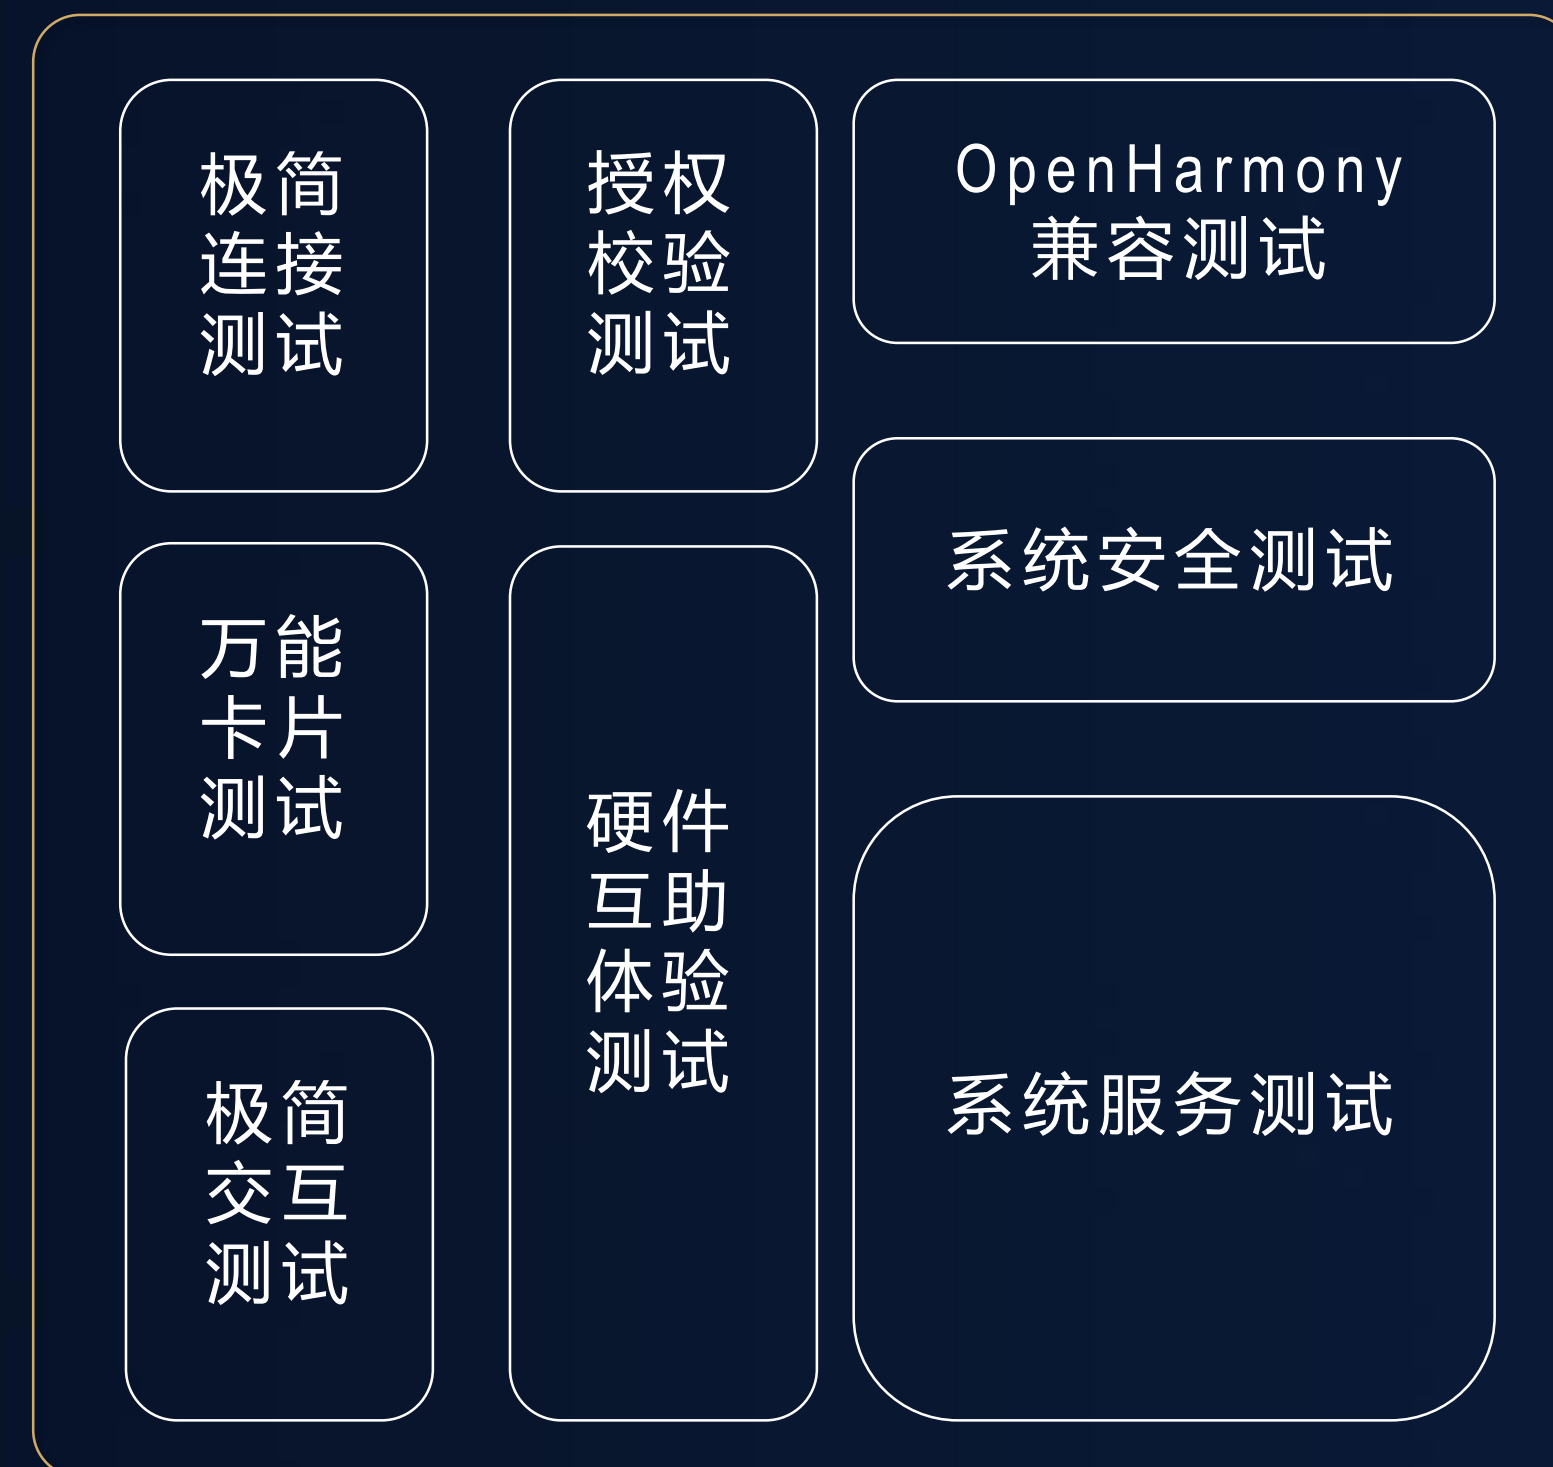 极简
连接
测试
授权
校验
测试
OpenHarmony
兼容测试
系统安全测试
万能
卡片
测试
硬件
互助
体验
测试
系统服务测试
极简
交互
测试